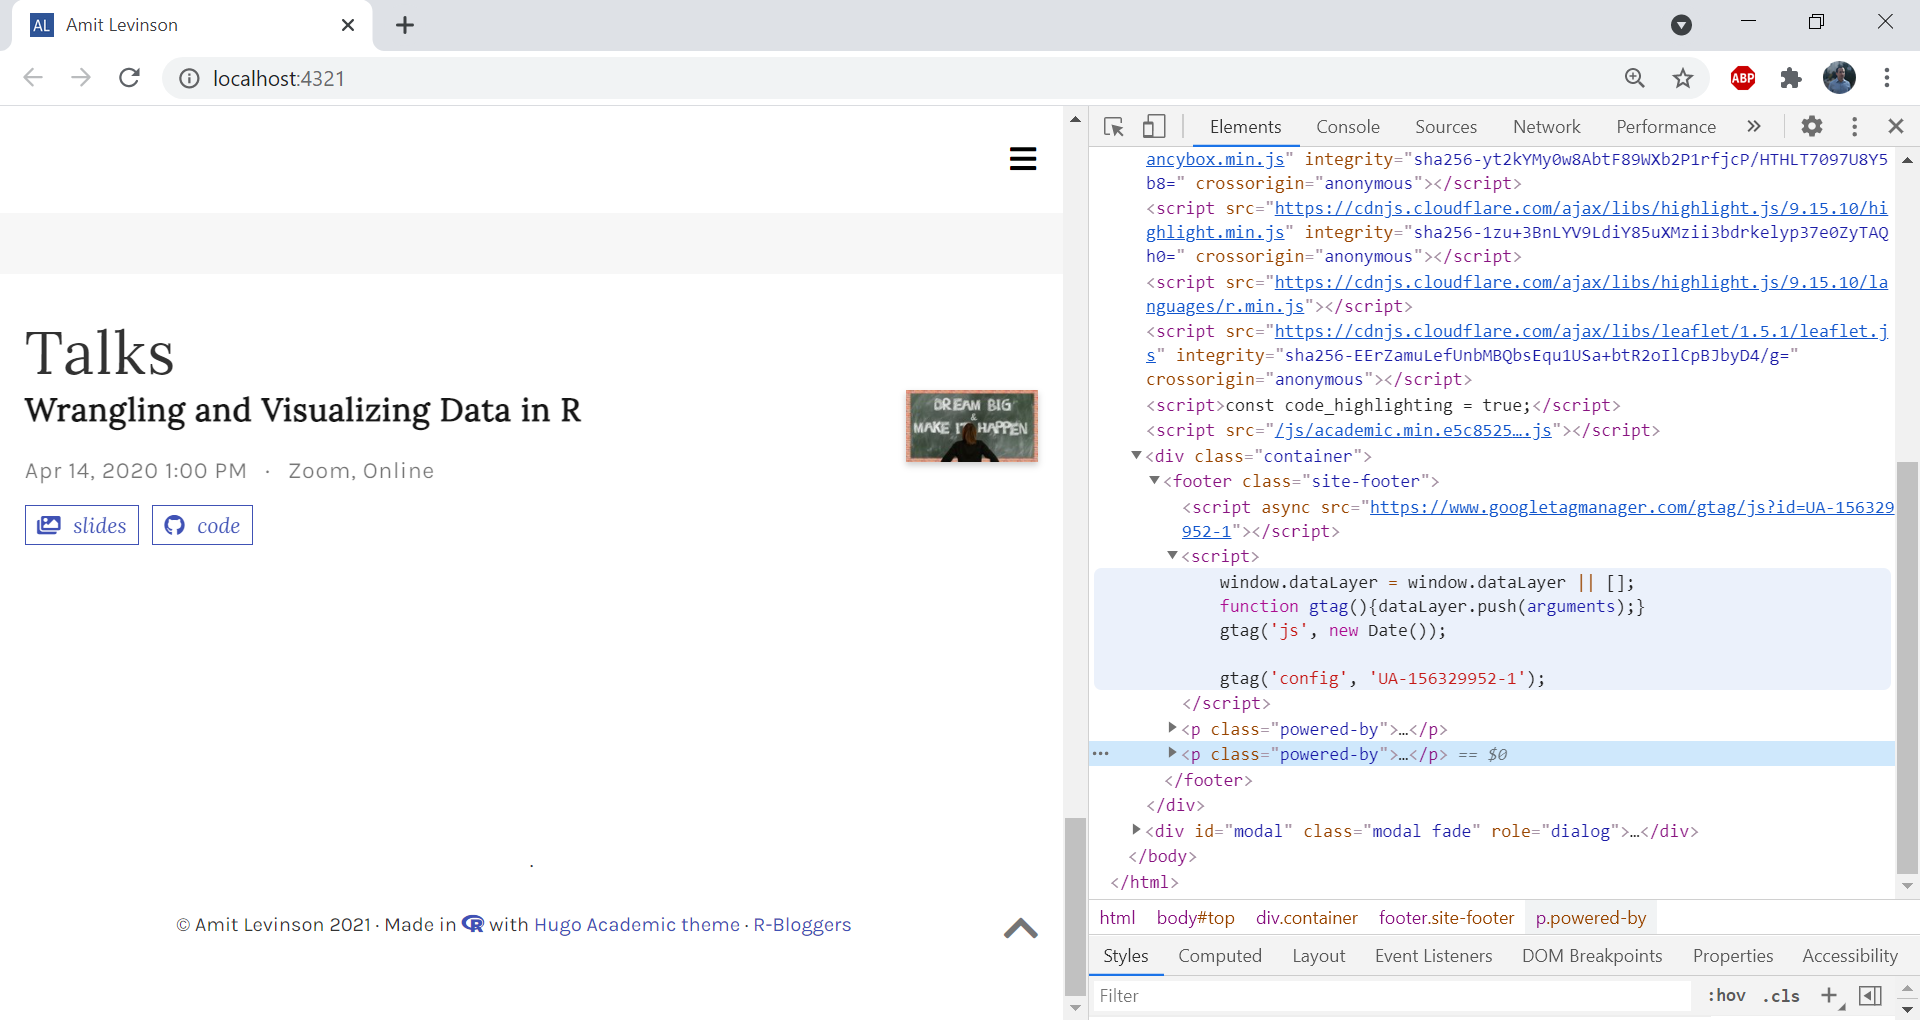 AL Amit Levinson
localhost:4321
ABP
Talks
Wrangling and Visualizing Data in R
DREAM BIG
&
MAKE IT HAPPEN
Apr 14, 2020 1:00 PM · Zoom, Online
slides code
.
© Amit Levinson 2021 · Made in R with Hugo Academic theme · R-Bloggers
Elements Console Sources Network Performance »
ancybox.min.js" integrity="sha256-yt2kYMy0w8AbtF89WXb2P1rfjcP/HTHLT7097U8Y5
b8=" crossorigin="anonymous"></script>
<script src="https://cdnjs.cloudflare.com/ajax/libs/highlight.js/9.15.10/hi
ghlight.min.js" integrity="sha256-1zu+3BnLYV9LdiY85uXMzii3bdrkelyp37e0ZyTAQ
h0=" crossorigin="anonymous"></script>
<script src="https://cdnjs.cloudflare.com/ajax/libs/highlight.js/9.15.10/la
nguages/r.min.js"></script>
<script src="https://cdnjs.cloudflare.com/ajax/libs/leaflet/1.5.1/leaflet.j
s" integrity="sha256-EErZamuLefUnbMBQbsEqu1USa+btR2oIlCpBJbyD4/g="
crossorigin="anonymous"></script>
<script>const code_highlighting = true;</script>
<script src="/js/academic.min.e5c8525….js"></script>
<div class="container">
<footer class="site-footer">
<script async src="https://www.googletagmanager.com/gtag/js?id=UA-156329
952-1"></script>
<script>
window.dataLayer = window.dataLayer || [];
function gtag(){dataLayer.push(arguments);}
gtag('js', new Date());
gtag('config', 'UA-156329952-1');
</script>
<p class="powered-by">…</p>
… <p class="powered-by">…</p> == $0
</footer>
</div>
<div id="modal" class="modal fade" role="dialog">…</div>
</body>
</html>
html body#top div.container footer.site-footer p.powered-by
Styles Computed Layout Event Listeners DOM Breakpoints Properties Accessibility
Filter :hov .cls +